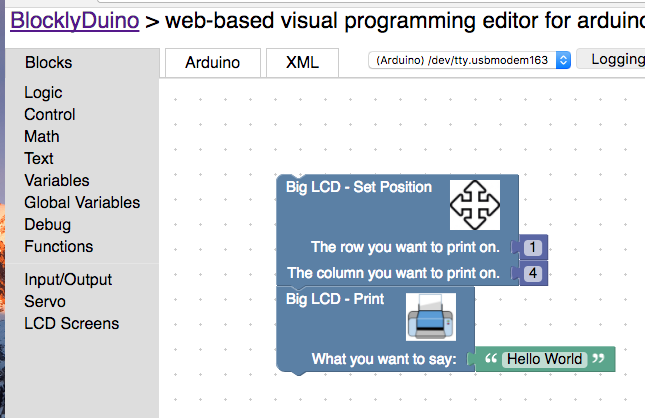 BlocklyDuino > web-based visual programming editor for arduino
Blocks
Arduino
XML
(Arduino) /dev/tty.usbmodem163
Logging
Logic
Control
Math
Text
Variables
Global Variables
Debug
Functions
Input/Output
Servo
LCD Screens
Big LCD - Set Position
The row you want to print on. 1
The column you want to print on. 4
Big LCD - Print
What you want to say: “ Hello World ”